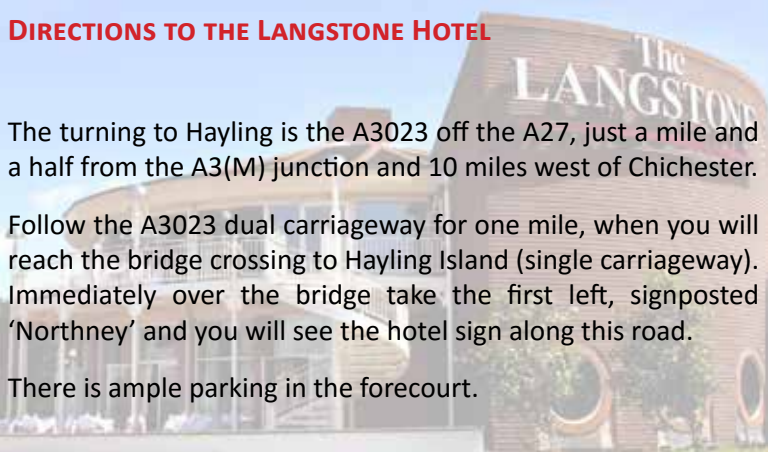 DIRECTIONS TO THE LANGSTONE HOTEL
The
LANGSTONE
The turning to Hayling is the A3023 off the A27, just a mile and
a half from the A3(M) junction and 10 miles west of Chichester.
Follow the A3023 dual carriageway for one mile, when you will
reach the bridge crossing to Hayling Island (single carriageway).
Immediately over the bridge take the first left, signposted
‘Northney’ and you will see the hotel sign along this road.
There is ample parking in the forecourt.